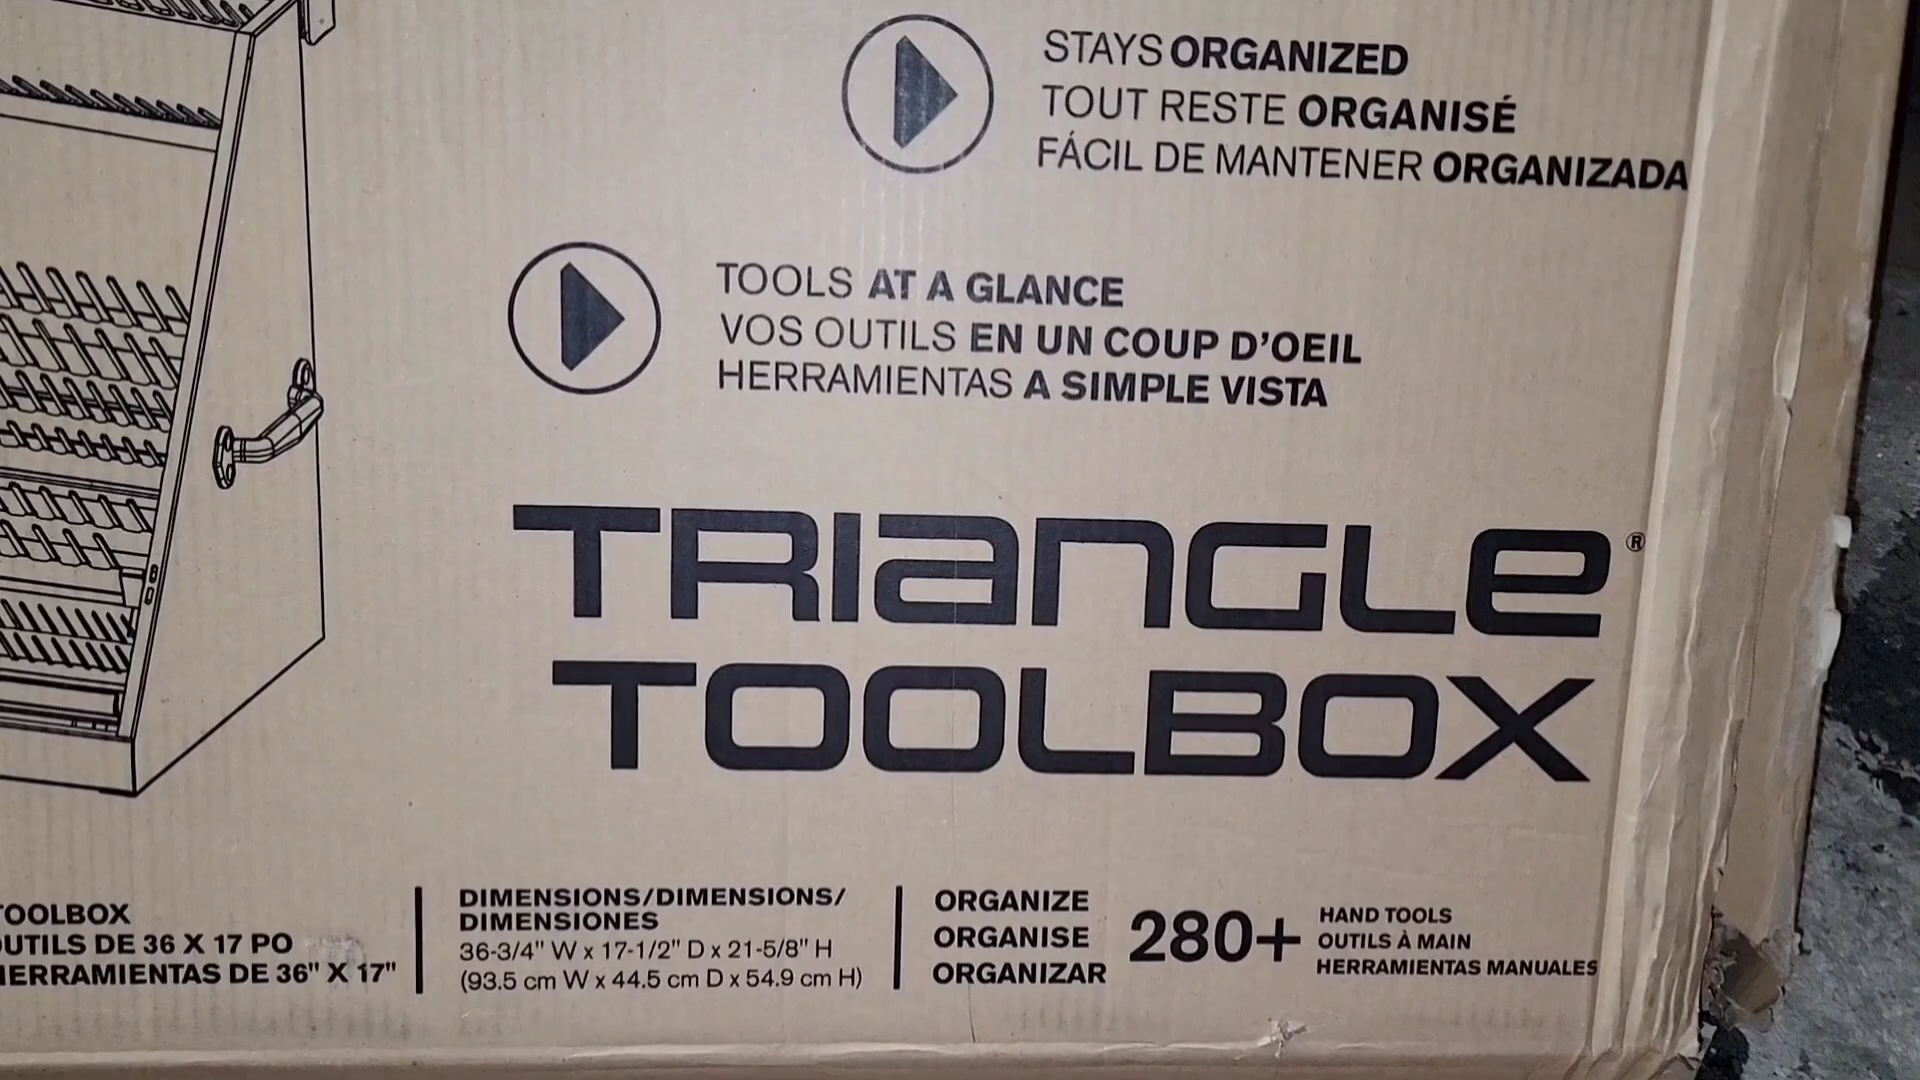 STAYS ORGANIZED
TOUT RESTE ORGANISÉ
FÁCIL DE MANTENER ORGANIZADA
TOOLS AT A GLANCE
VOS OUTILS EN UN COUP D'OEIL
HERRAMIENTAS A SIMPLE VISTA
TRIANGLE®
TOOLBOX
TOOLBOX
OUTILS DE 36 X 17 PO
HERRAMIENTAS DE 36" X 17"
DIMENSIONS/DIMENSIONS/
DIMENSIONES
36-3/4" W x 17-1/2" D x 21-5/8" H
(93.5 cm W x 44.5 cm D x 54.9 cm H)
ORGANIZE
ORGANISE
ORGANIZAR
280+
HAND TOOLS
OUTILS À MAIN
HERRAMIENTAS MANUALES